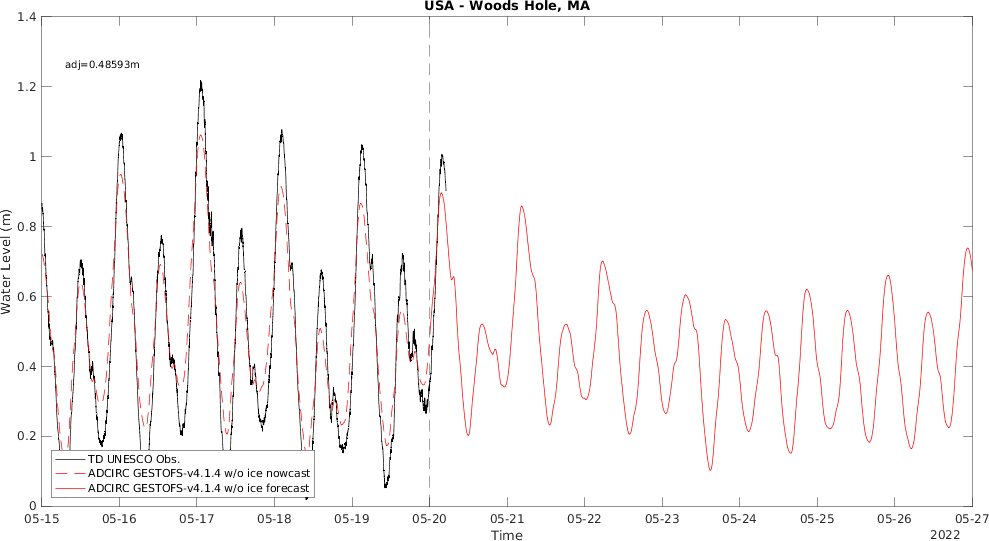 USA - Woods Hole, MA
1.4
1.2
1
0.8
0.6
0.4
0.2
0
Water Level (m)
adj=0.48593m
TD UNESCO Obs.
ADCIRC GESTOFS-v4.1.4 w/o ice nowcast
ADCIRC GESTOFS-v4.1.4 w/o ice forecast
05-15 05-16 05-17 05-18 05-19 05-20 05-21 05-22 05-23 05-24 05-25 05-26 05-27
Time
2022